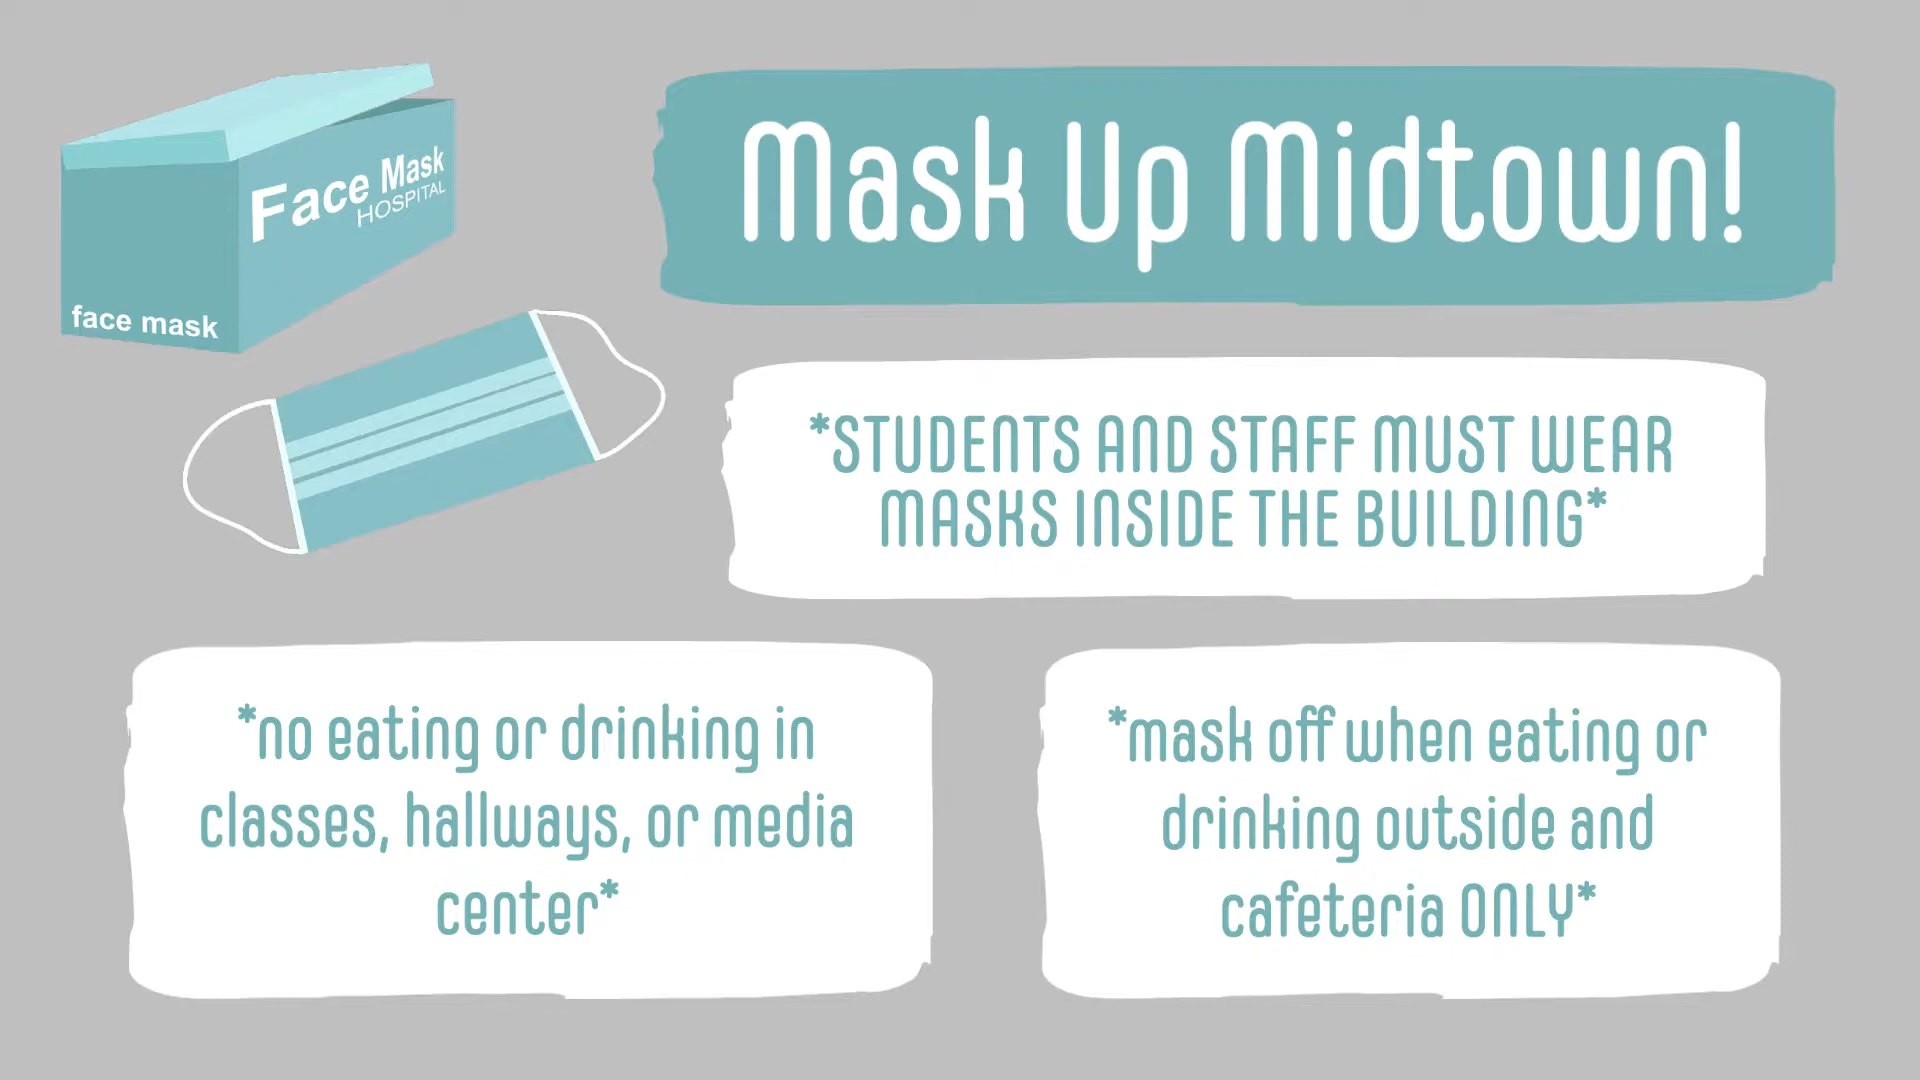 Face Mask
HOSPITAL
face mask
Mask Up Midtown!
*STUDENTS AND STAFF MUST WEAR
MASKS INSIDE THE BUILDING*
*no eating or drinking in
classes, hallways, or media
center*
*mask off when eating or
drinking outside and
cafeteria ONLY*